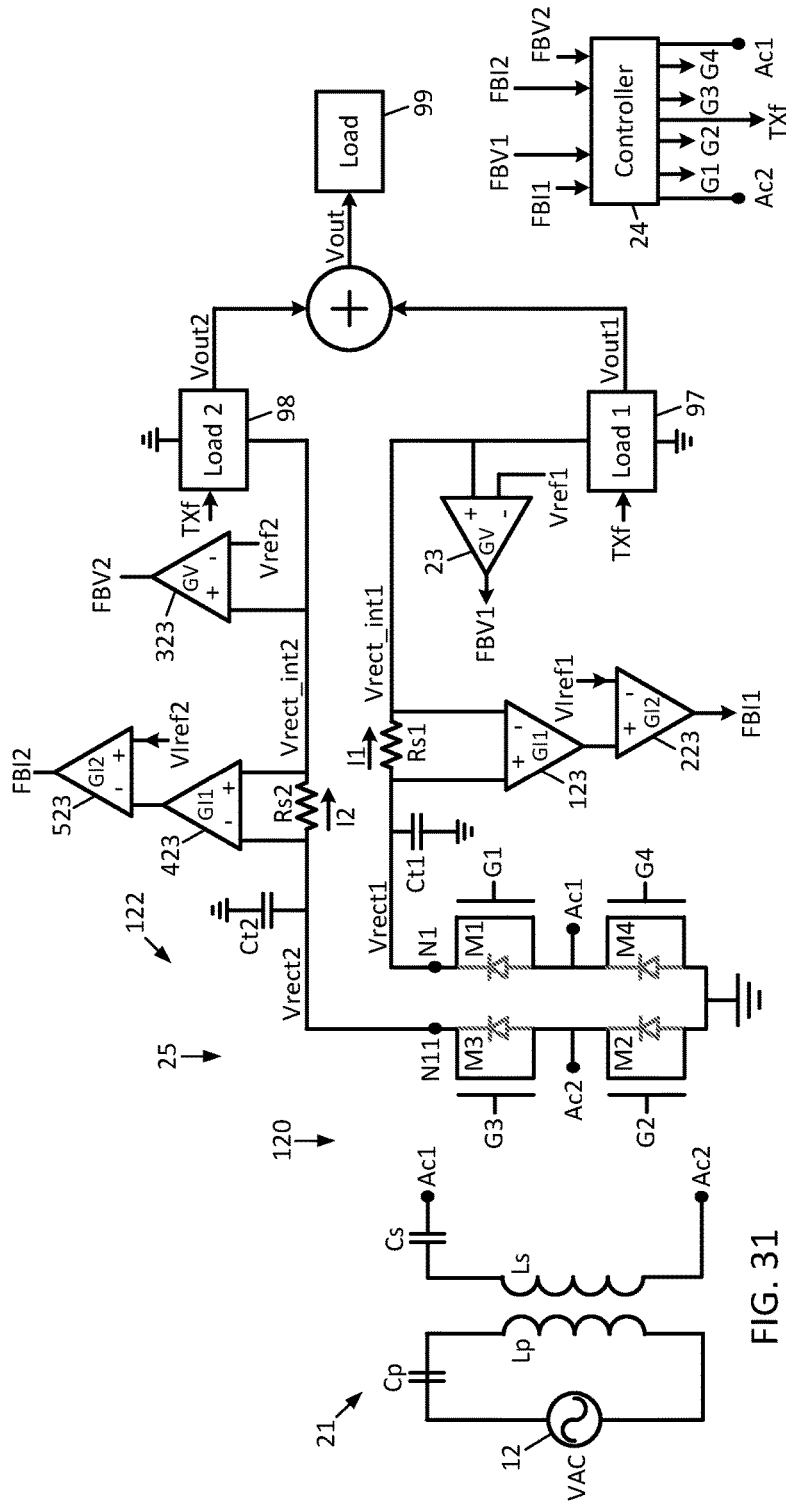 21
12
VAC
Cp
Lp
Ls
Cs
Ac1
Ac2
120
25
122
G3
G2
N11
M3
Ac2
M2
N1
M1
G1
Ac1
M4
G4
Vrect2
Ct2
Vrect1
Ct1
Rs2
I2
I1
Rs1
423
GI1
-
+
523
GI2
-
+
VIref2
FBI2
Vrect_int2
323
GV
+
-
Vref2
FBV2
TXf
Load 2
98
Vout2
123
GI1
+
-
223
GI2
+
-
VIref1
FBI1
Vrect_int1
23
GV
+
-
Vref1
FBV1
TXf
Load 1
97
Vout1
+
Vout
Load
99
FBI1
FBV1
FBI2
FBV2
Controller
24
Ac2
G1
G2
TXf
G3
G4
Ac1
FIG. 31